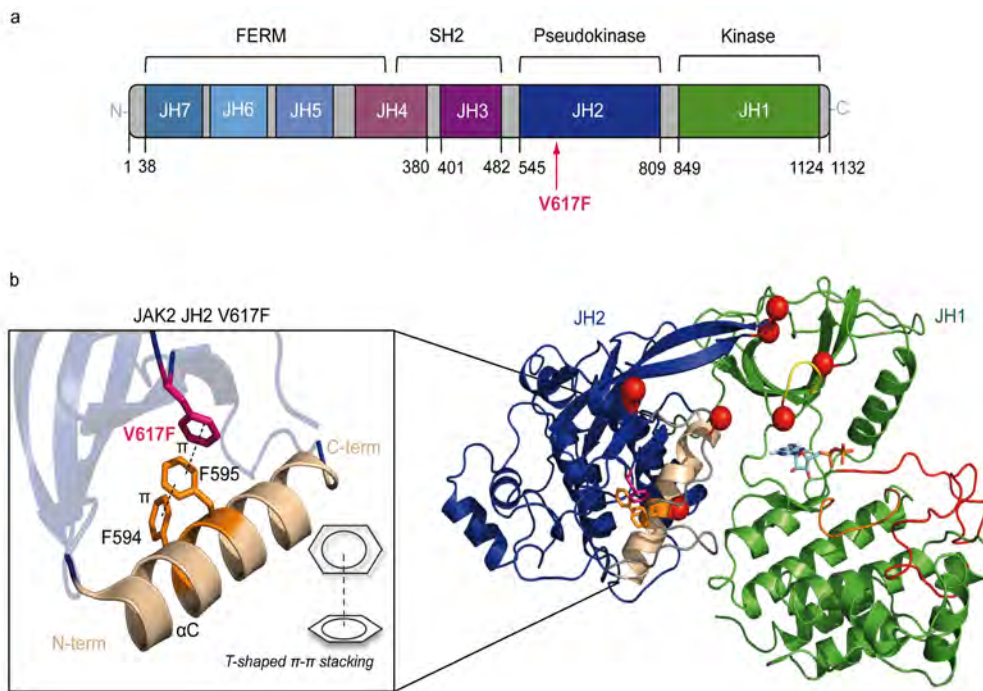 a
FERM SH2 Pseudokinase Kinase
N- JH7 JH6 JH5 JH4 JH3 JH2 JH1 -C
1 38 380 401 482 545 809 849 1124 1132
V617F
b
JAK2 JH2 V617F
JH2
JH1
V617F
C-term
π
F595
π
F594
αC
N-term
T-shaped π-π stacking